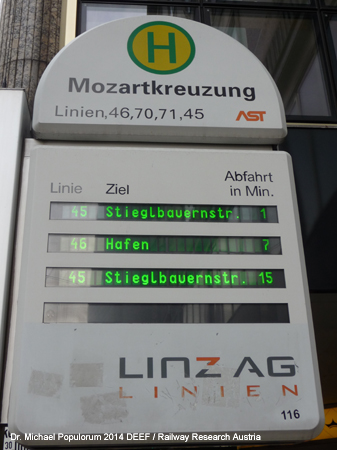 H
Mozartkreuzung
Linien,46,70,71,45 AST
Linie Ziel Abfahrt in Min.
45 Stieglbauernstr. 1
46 Hafen 7
45 Stieglbauernstr. 15
LINZ AG
LINIEN
116
Dr. Michael Populorum 2014 DEEF / Railway Research Austria
30